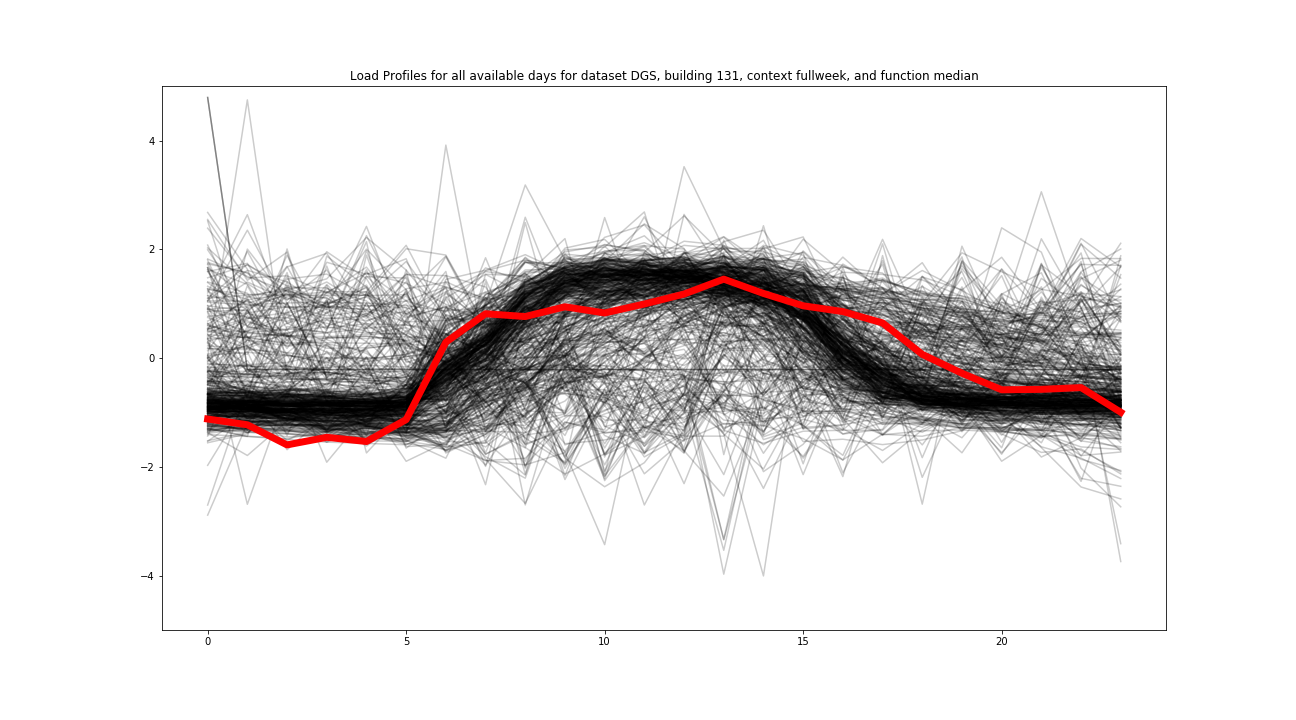 Load Profiles for all available days for dataset DGS, building 131, context fullweek, and function median
4
2
0
−2
−4
0 5 10 15 20